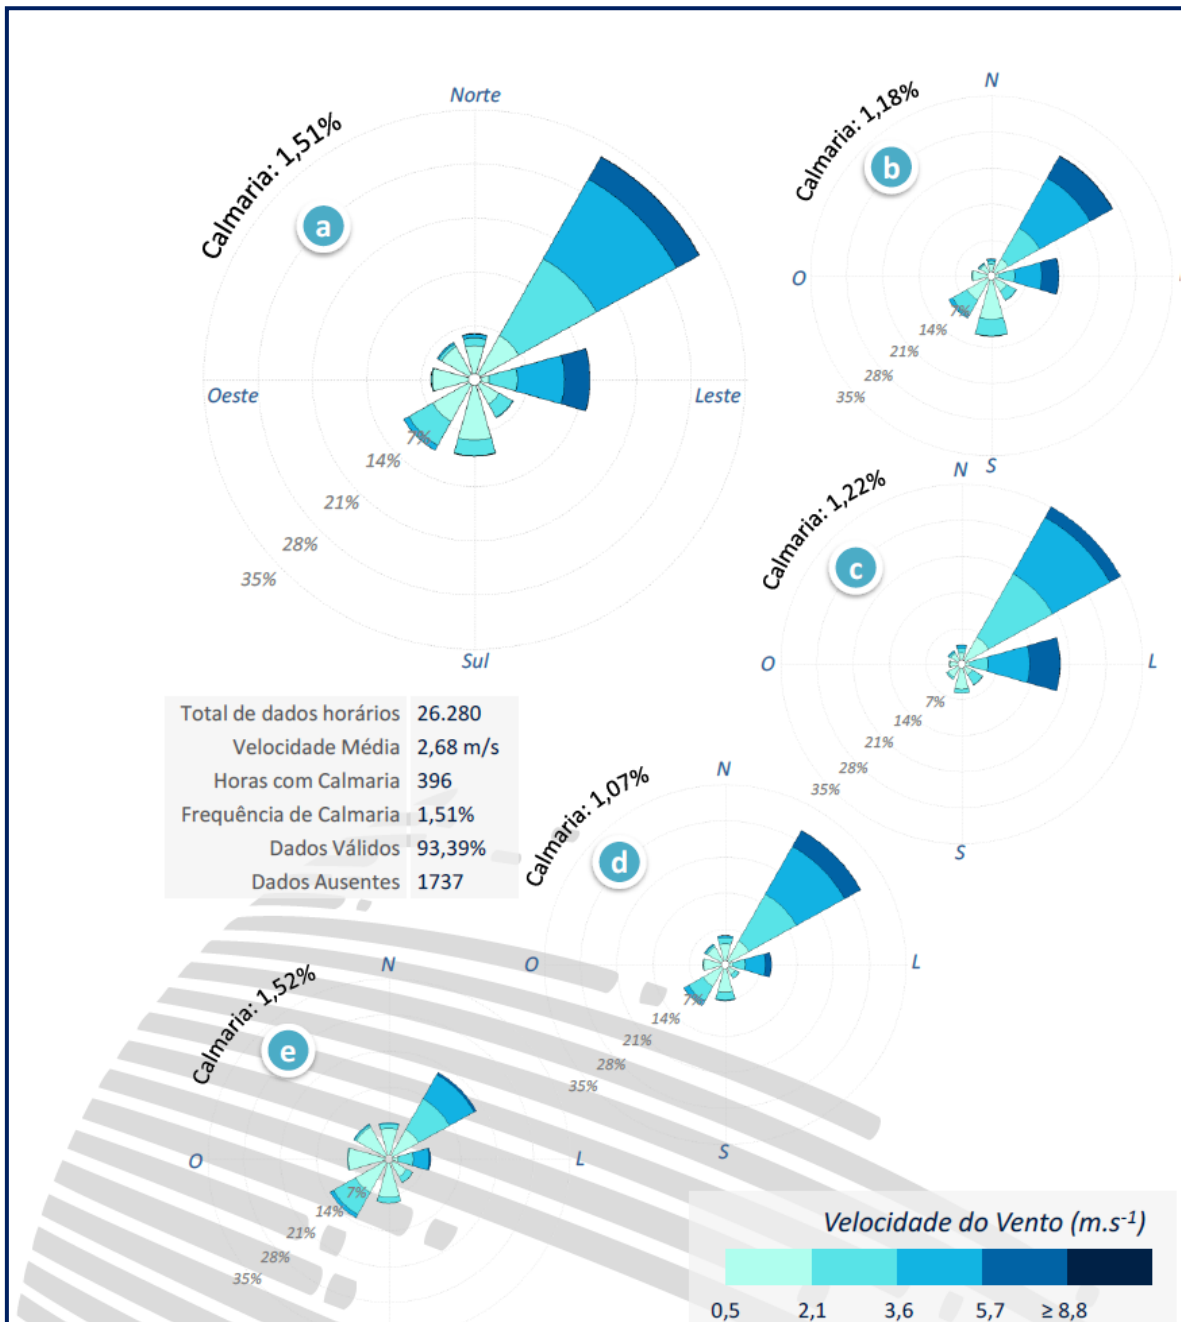 Norte
Calmaria: 1,51%
a
Oeste
Leste
7%
14%
21%
28%
35%
Sul
N
Calmaria: 1,18%
b
O
7%
14%
21%
28%
35%
S
N
Calmaria: 1,22%
c
O
L
7%
14%
21%
28%
35%
S
Total de dados horários 26.280
Velocidade Média 2,68 m/s
Horas com Calmaria 396
Frequência de Calmaria 1,51%
Dados Válidos 93,39%
Dados Ausentes 1737
N
Calmaria: 1,07%
d
O
L
7%
14%
21%
28%
35%
S
N
Calmaria: 1,52%
e
O
L
7%
14%
21%
28%
35%
Velocidade do Vento (m.s⁻¹)
0,5 2,1 3,6 5,7 ≥ 8,8